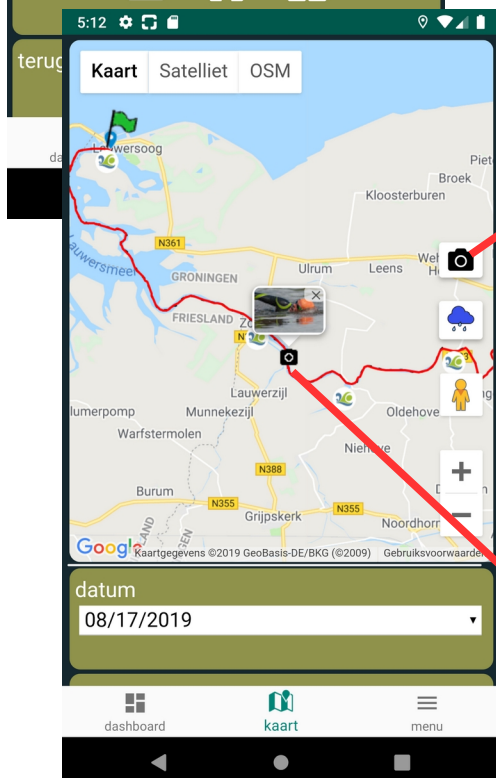 terug
da
5:12
Kaart Satelliet OSM
Lauwersoog
Piet
Broek
Kloosterburen
N361
Lauwersmeer
Ulrum
Leens
GRONINGEN
FRIESLAND
Lauwerzijl
lumerpomp
Munnekezijl
Oldehove
Warfstermolen
Niehove
N388
Burum
N355
N355
Grijpskerk
Noordhorn
Google
Kaartgegevens ©2019 GeoBasis-DE/BKG (©2009)
Gebruiksvoorwaarden
datum
08/17/2019
dashboard
kaart
menu